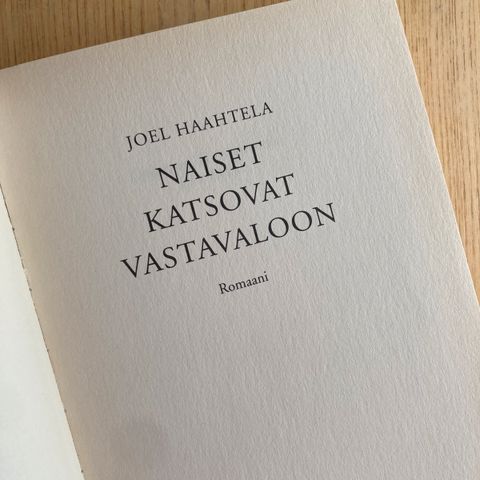 JOEL HAAHTELA
NAISET
KATSOVAT
VASTAVALOON
Romaani